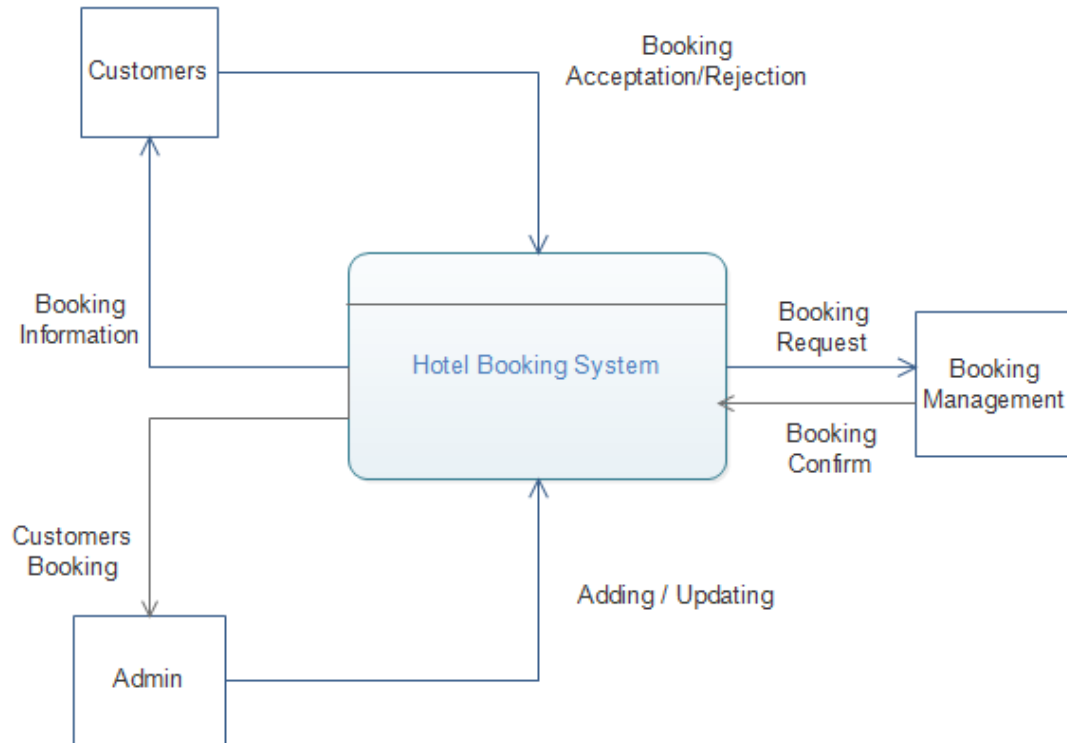 Customers
Booking
Acceptation/Rejection
Booking
Information
Hotel Booking System
Booking
Request
Booking
Management
Booking
Confirm
Customers
Booking
Adding / Updating
Admin